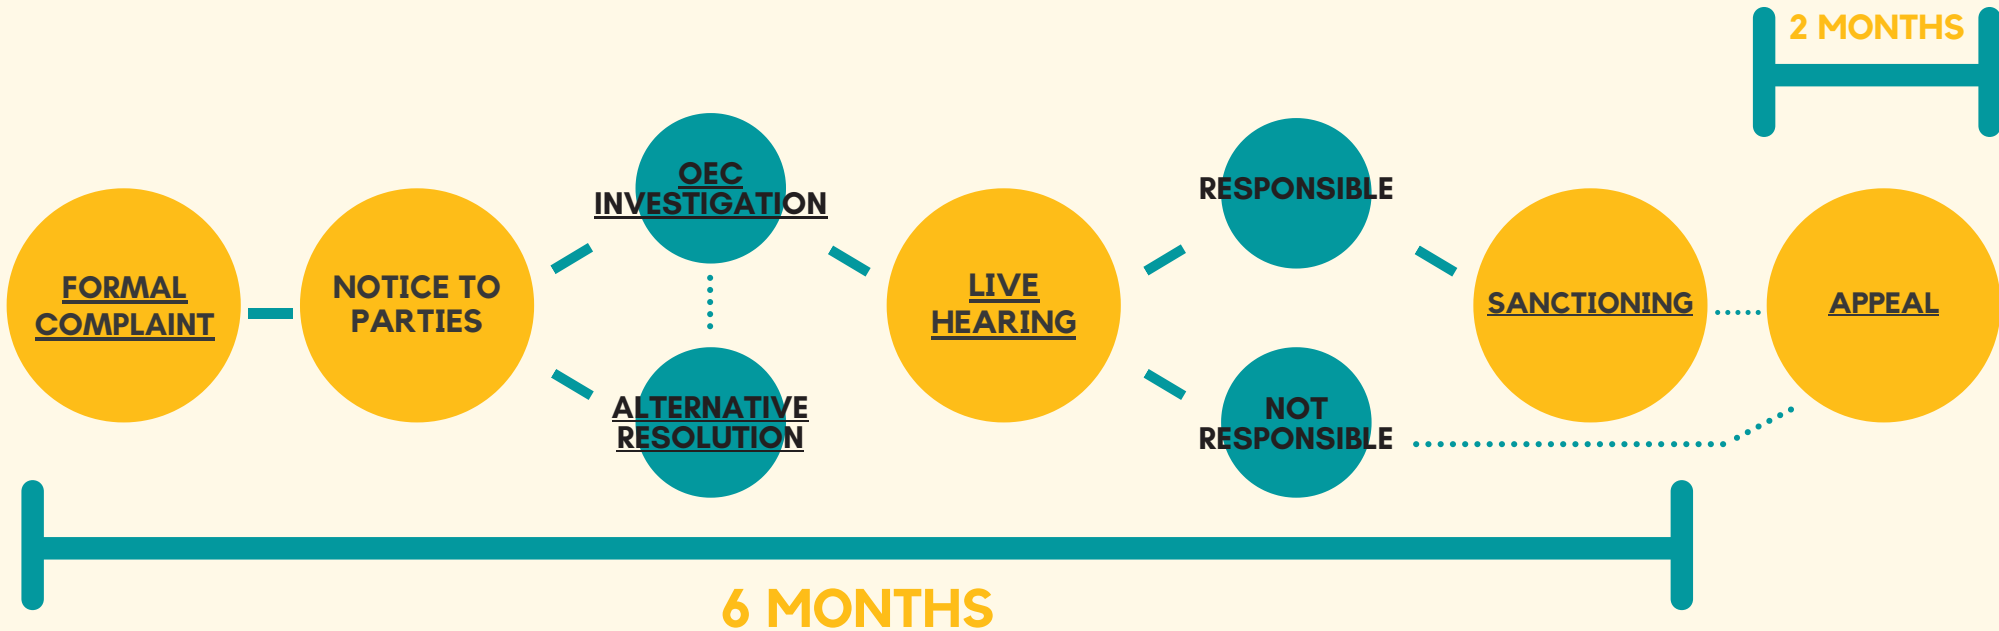 2 MONTHS
FORMAL
COMPLAINT
NOTICE TO
PARTIES
OEC
INVESTIGATION
ALTERNATIVE
RESOLUTION
LIVE
HEARING
RESPONSIBLE
NOT
RESPONSIBLE
SANCTIONING
APPEAL
6 MONTHS